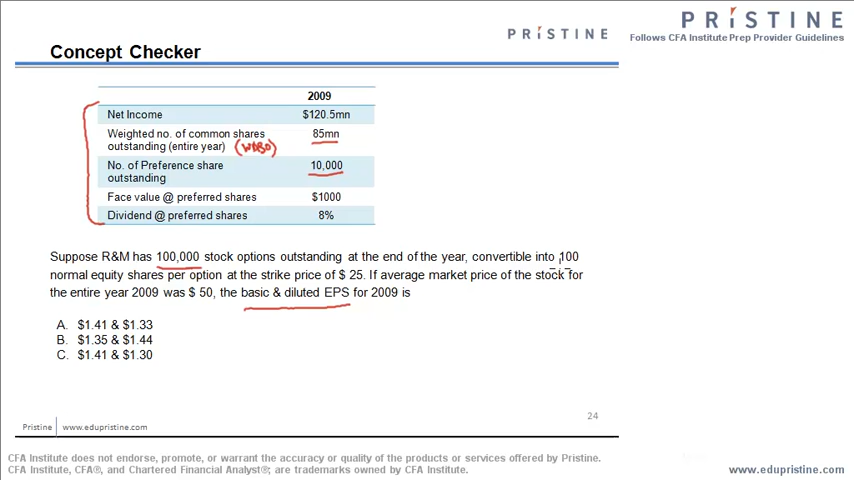 PRİSTINE
PRİSTINE
Follows CFA Institute Prep Provider Guidelines
Concept Checker
2009
Net Income $120.5mn
Weighted no. of common shares outstanding (entire year) 85mn
No. of Preference share outstanding 10,000
Face value @ preferred shares $1000
Dividend @ preferred shares 8%
Suppose R&M has 100,000 stock options outstanding at the end of the year, convertible into 100
normal equity shares per option at the strike price of $ 25. If average market price of the stock for
the entire year 2009 was $ 50, the basic & diluted EPS for 2009 is
A. $1.41 & $1.33
B. $1.35 & $1.44
C. $1.41 & $1.30
24
Pristine www.edupristine.com
CFA Institute does not endorse, promote, or warrant the accuracy or quality of the products or services offered by Pristine.
CFA Institute, CFA®, and Chartered Financial Analyst®; are trademarks owned by CFA Institute.
www.edupristine.com